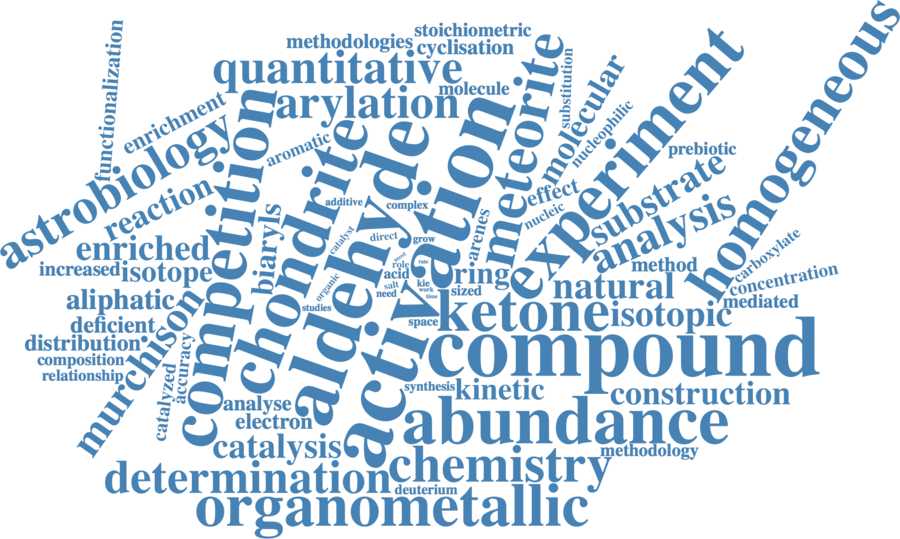 stoichiometric
methodologies
cyclisation
functionalization
quantitative
molecule
arylation
enrichment
astrobiology
aromatic
competition
chondrite
aldehyde
activation
meteorite
substitution
molecular
nucleophilic
experiment
homogeneous
prebiotic
reaction
additive
complex
effect
nucleic
substrate
analysis
enriched
biaryls
catalyst
direct
grow
arenes
increased
isotope
most
role
rate
acid
ring
method
carboxylate
concentration
aliphatic
organic
salt
kie
work
need
time
sized
natural
mediated
murchison
studies
deficient
space
ketone
isotopic
distribution
composition
relationship
catalyzed
accuracy
compound
synthesis
kinetic
construction
analyse
electron
abundance
catalysis
methodology
determination
chemistry
deuterium
organometallic